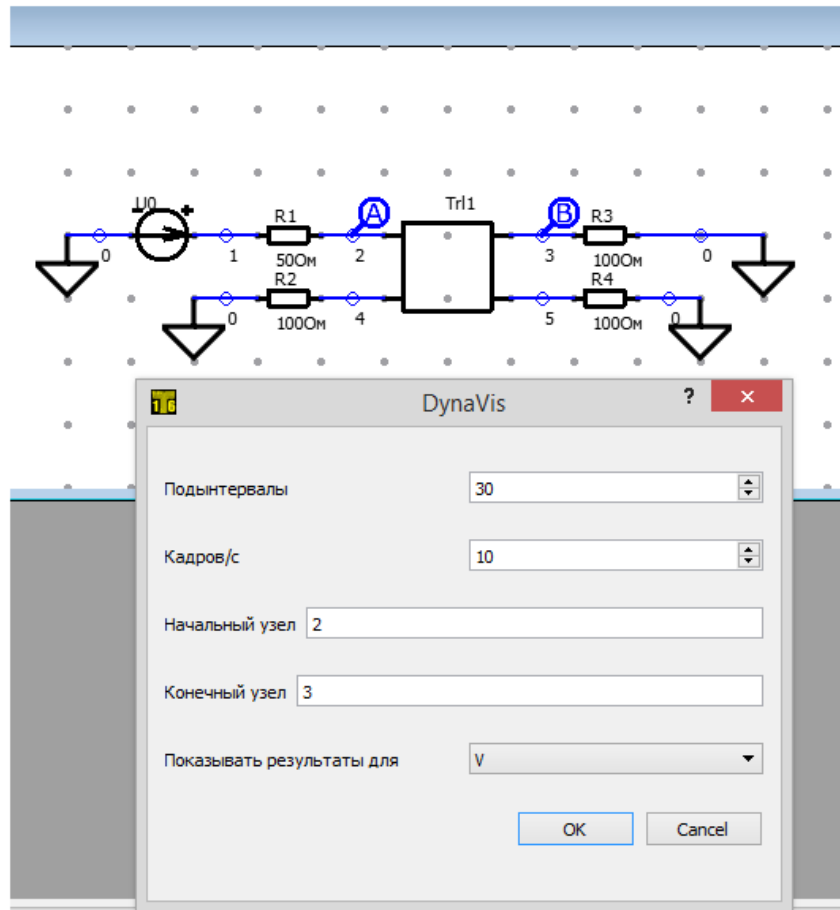 U0 + R1 A Trl1 B R3
0 1 50Ом 2 3 100Ом 0
R2 R4
0 100Ом 4 5 100Ом 0
DynaVis ?
Подынтервалы 30
Кадров/с 10
Начальный узел 2
Конечный узел 3
Показывать результаты для V
OK Cancel